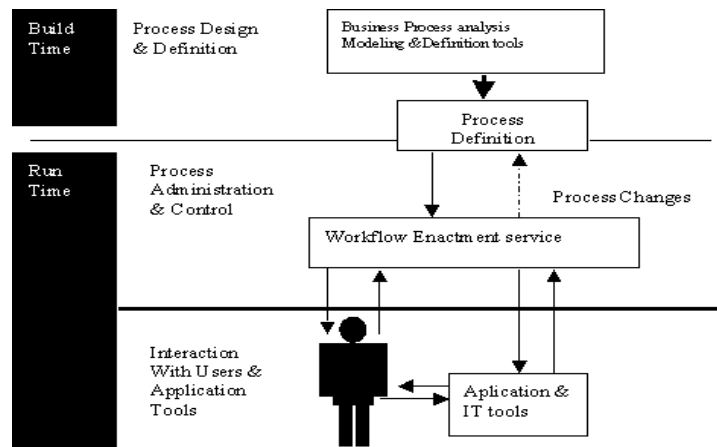 Build
Time
Process Design
& Definition
Business Process analysis
Modeling &Definition tools
Process
Definition
Run
Time
Process
Administration
& Control
Process Changes
Workflow Enactment service
Interaction
With Users &
Application
Tools
Aplication &
IT tools